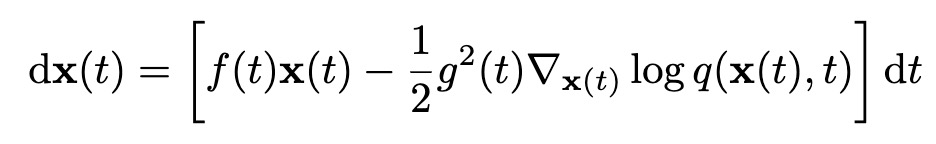 d𝐱(t) = [f(t)𝐱(t) − ½g²(t)∇_{𝐱(t)} log q(𝐱(t), t)] dt